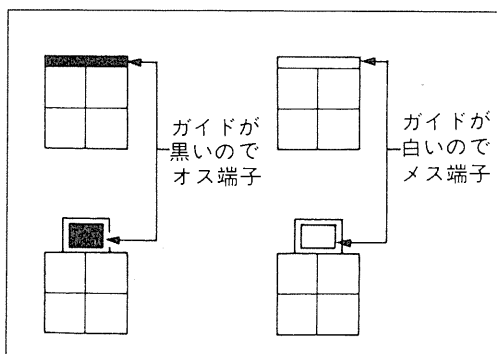 ガイドが
黒いので
オス端子
ガイドが
白いので
メス端子